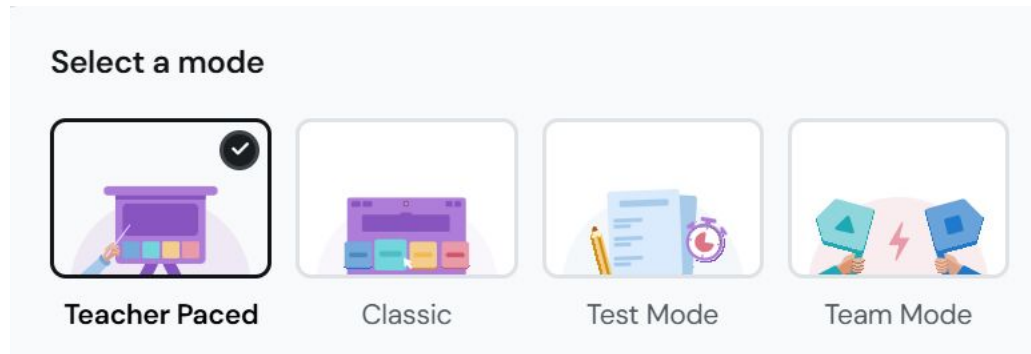 Select a mode
Teacher Paced
Classic
Test Mode
Team Mode